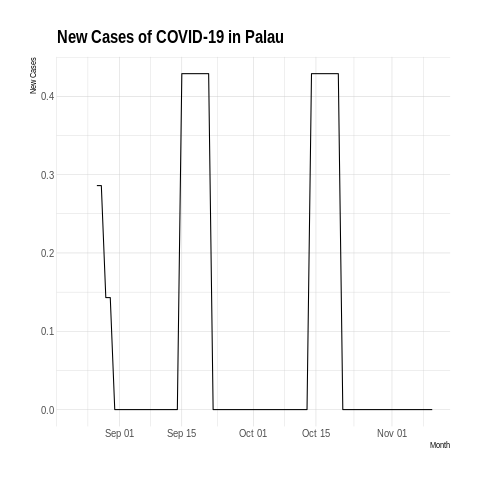 New Cases of COVID-19 in Palau
New Cases
0.4
0.3
0.2
0.1
0.0
Sep 01 Sep 15 Oct 01 Oct 15 Nov 01
Month